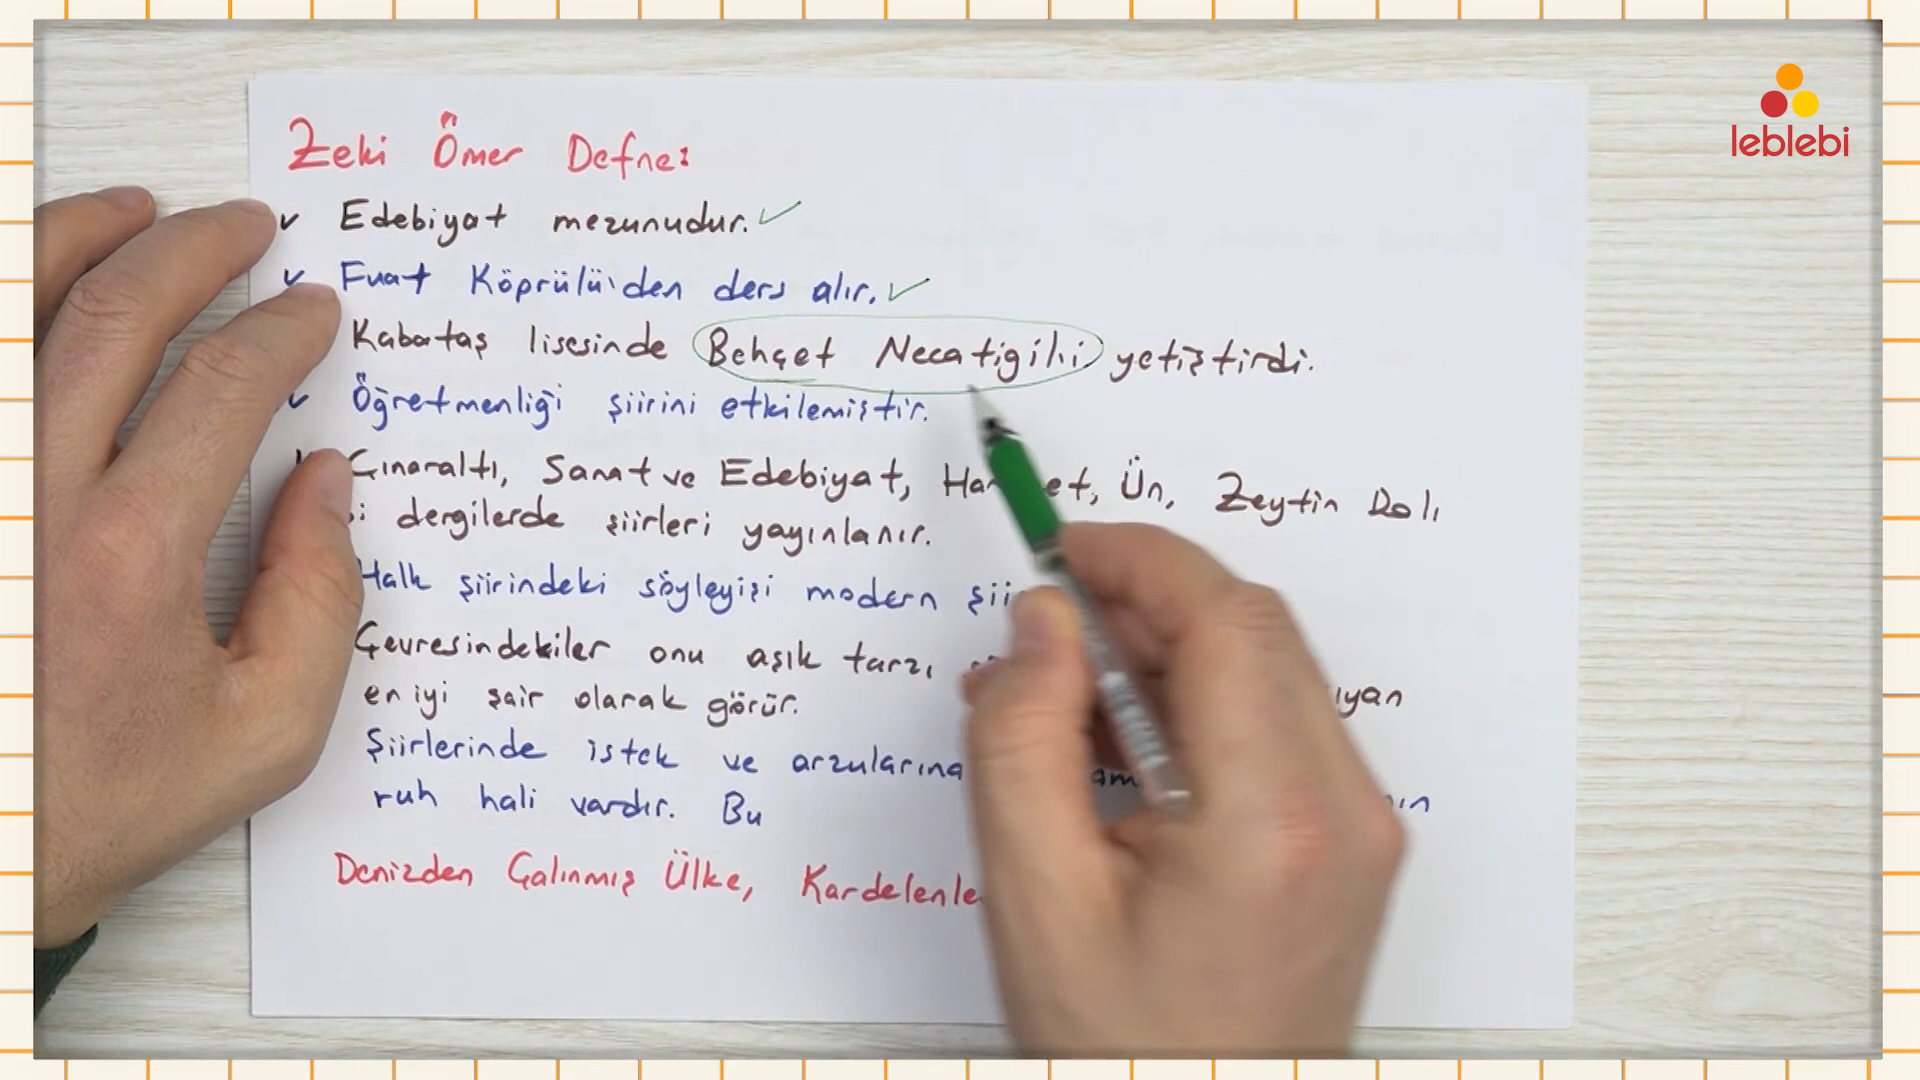 leblebi
Zeki Ömer Defne:
Edebiyat mezunudur.
Fuat Köprülü'den ders alır.
Kabataş lisesinde Behçet Necatigili yetiştirdi.
Öğretmenliği şiirini etkilemiştir.
Çınaraltı, Sanat ve Edebiyat, Ün, Zeytin Dalı
dergilerde şiirleri yayınlanır.
Halk şiirindeki söyleyişi modern
Çevresindekiler onu aşık tarzı
en iyi şair olarak görür.
Şiirlerinde istek ve arzularına
ruh hali vardır. Bu
Denizden Çalınmış Ülke,